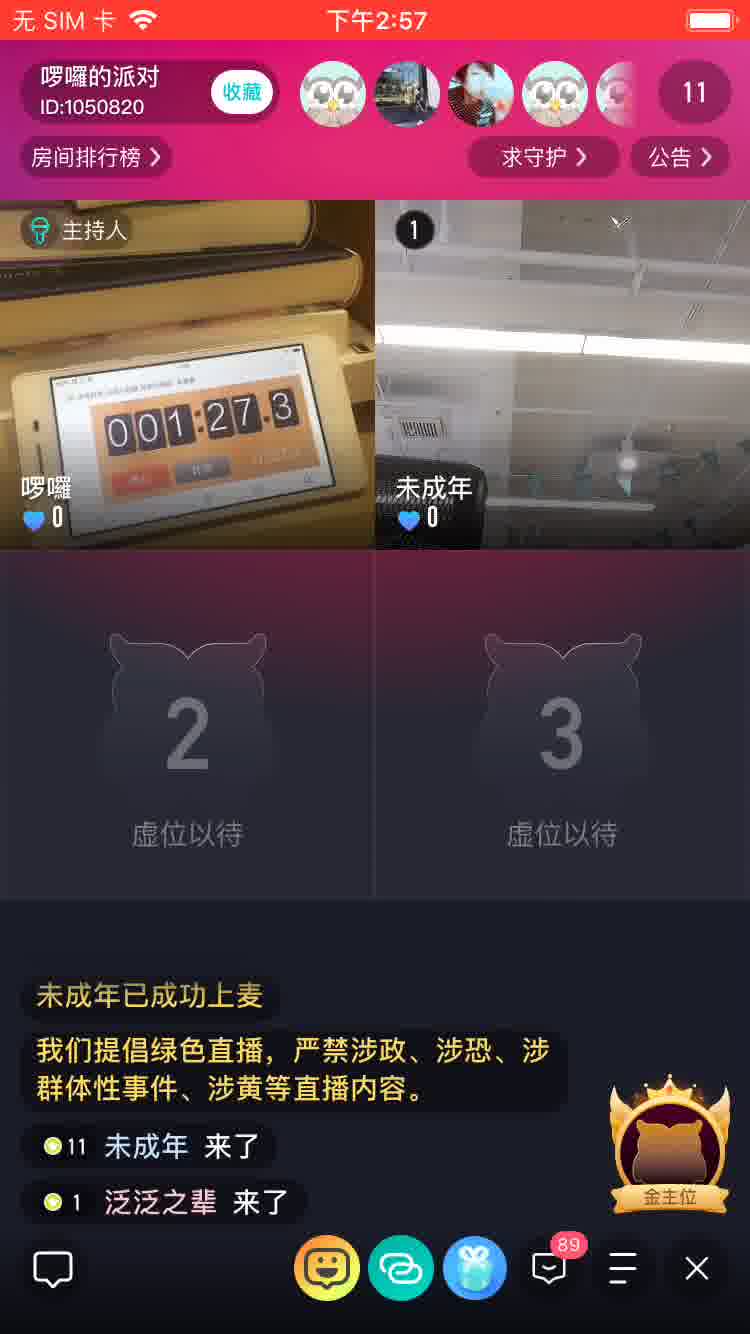 无 SIM 卡
下午2:57
啰囉的派对
ID:1050820
收藏
11
房间排行榜
求守护
公告
主持人
1
001:27.3
啰囉
0
未成年
0
2
3
虚位以待
虚位以待
未成年已成功上麦
我们提倡绿色直播，严禁涉政、涉恐、涉
群体性事件、涉黄等直播内容。
11 未成年 来了
1 泛泛之辈 来了
金主位
89